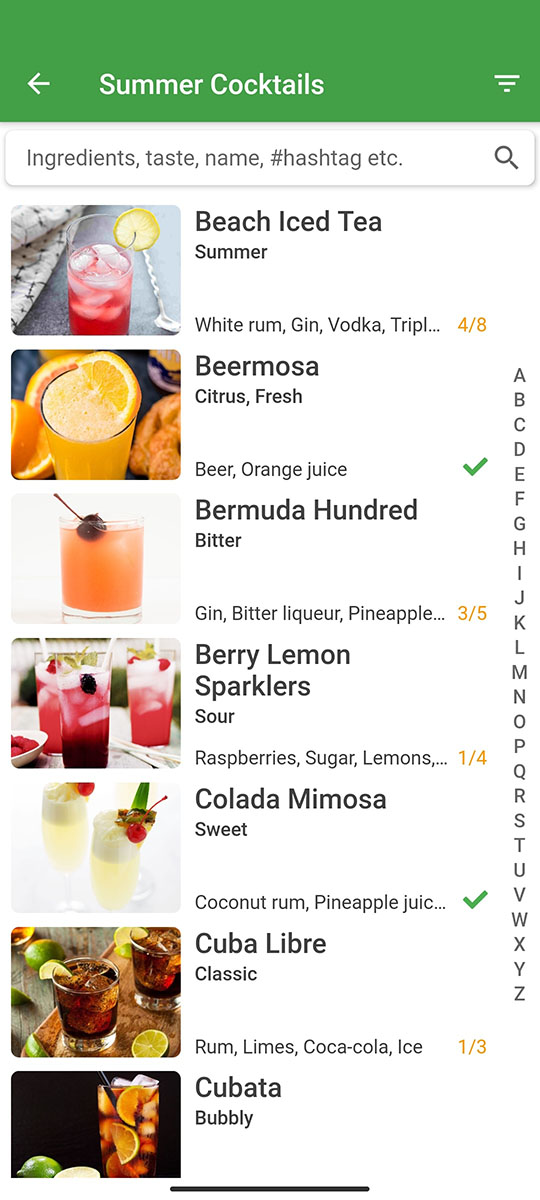 Summer Cocktails
Ingredients, taste, name, #hashtag etc.
Beach Iced Tea
Summer
White rum, Gin, Vodka, Tripl... 4/8
Beermosa
Citrus, Fresh
Beer, Orange juice
Bermuda Hundred
Bitter
Gin, Bitter liqueur, Pineapple... 3/5
Berry Lemon
Sparklers
Sour
Raspberries, Sugar, Lemons,... 1/4
Colada Mimosa
Sweet
Coconut rum, Pineapple juic...
Cuba Libre
Classic
Rum, Limes, Coca-cola, Ice 1/3
Cubata
Bubbly
A
B
C
D
E
F
G
H
I
J
K
L
M
N
O
P
Q
R
S
T
U
V
W
X
Y
Z